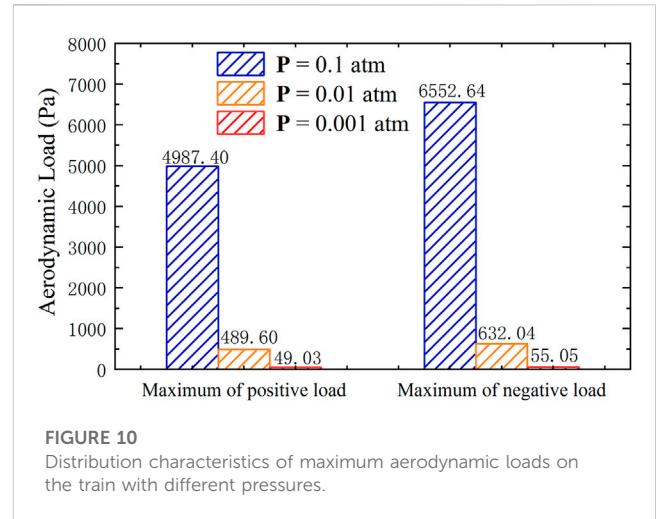 8000
7000
6000
5000
4000
3000
2000
1000
0
Aerodynamic Load (Pa)
P = 0.1 atm
P = 0.01 atm
P = 0.001 atm
4987.40
489.60
49.03
6552.64
632.04
55.05
Maximum of positive load
Maximum of negative load
FIGURE 10
Distribution characteristics of maximum aerodynamic loads on
the train with different pressures.